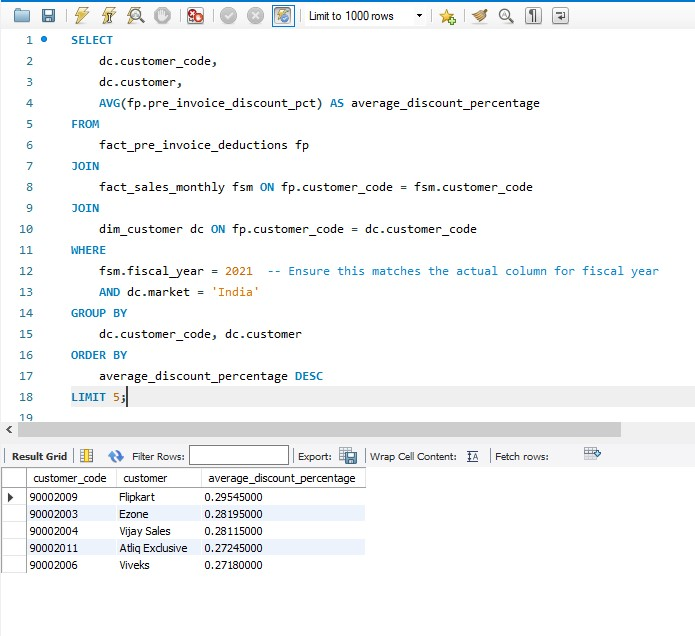 Limit to 1000 rows
1 SELECT
2 dc.customer_code,
3 dc.customer,
4 AVG(fp.pre_invoice_discount_pct) AS average_discount_percentage
5 FROM
6 fact_pre_invoice_deductions fp
7 JOIN
8 fact_sales_monthly fsm ON fp.customer_code = fsm.customer_code
9 JOIN
10 dim_customer dc ON fp.customer_code = dc.customer_code
11 WHERE
12 fsm.fiscal_year = 2021 -- Ensure this matches the actual column for fiscal year
13 AND dc.market = 'India'
14 GROUP BY
15 dc.customer_code, dc.customer
16 ORDER BY
17 average_discount_percentage DESC
18 LIMIT 5;
19
Result Grid Filter Rows: Export: Wrap Cell Content: IA Fetch rows:
customer_code customer average_discount_percentage
90002009 Flipkart 0.29545000
90002003 Ezone 0.28195000
90002004 Vijay Sales 0.28115000
90002011 Atliq Exclusive 0.27245000
90002006 Viveks 0.27180000